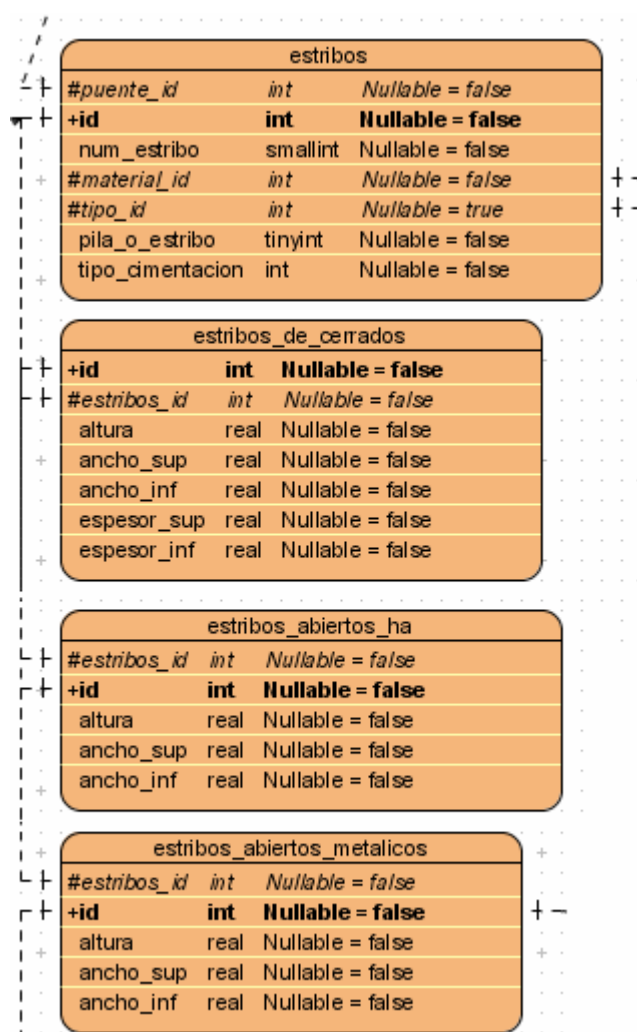 estribos
#puente_id int Nullable = false
+id int Nullable = false
num_estribo smallint Nullable = false
#material_id int Nullable = false
#tipo_id int Nullable = true
pila_o_estribo tinyint Nullable = false
tipo_cimentacion int Nullable = false
estribos_de_cerrados
+id int Nullable = false
#estribos_id int Nullable = false
altura real Nullable = false
ancho_sup real Nullable = false
ancho_inf real Nullable = false
espesor_sup real Nullable = false
espesor_inf real Nullable = false
estribos_abiertos_ha
#estribos_id int Nullable = false
+id int Nullable = false
altura real Nullable = false
ancho_sup real Nullable = false
ancho_inf real Nullable = false
estribos_abiertos_metalicos
#estribos_id int Nullable = false
+id int Nullable = false
altura real Nullable = false
ancho_sup real Nullable = false
ancho_inf real Nullable = false